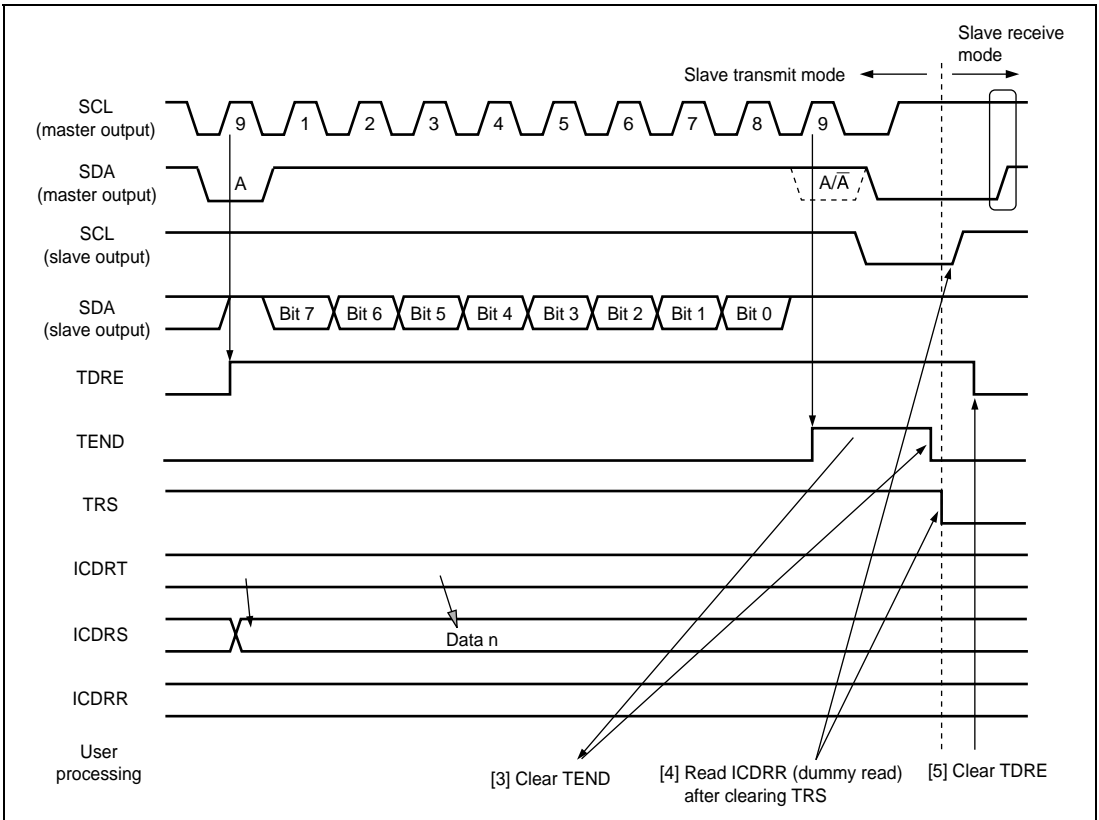 Slave receive
mode
Slave transmit mode
SCL
(master output)
9 1 2 3 4 5 6 7 8 9
SDA
(master output)
A
A/A̅
SCL
(slave output)
SDA
(slave output)
Bit 7 Bit 6 Bit 5 Bit 4 Bit 3 Bit 2 Bit 1 Bit 0
TDRE
TEND
TRS
ICDRT
ICDRS
Data n
ICDRR
User
processing
[3] Clear TEND
[4] Read ICDRR (dummy read)
after clearing TRS
[5] Clear TDRE